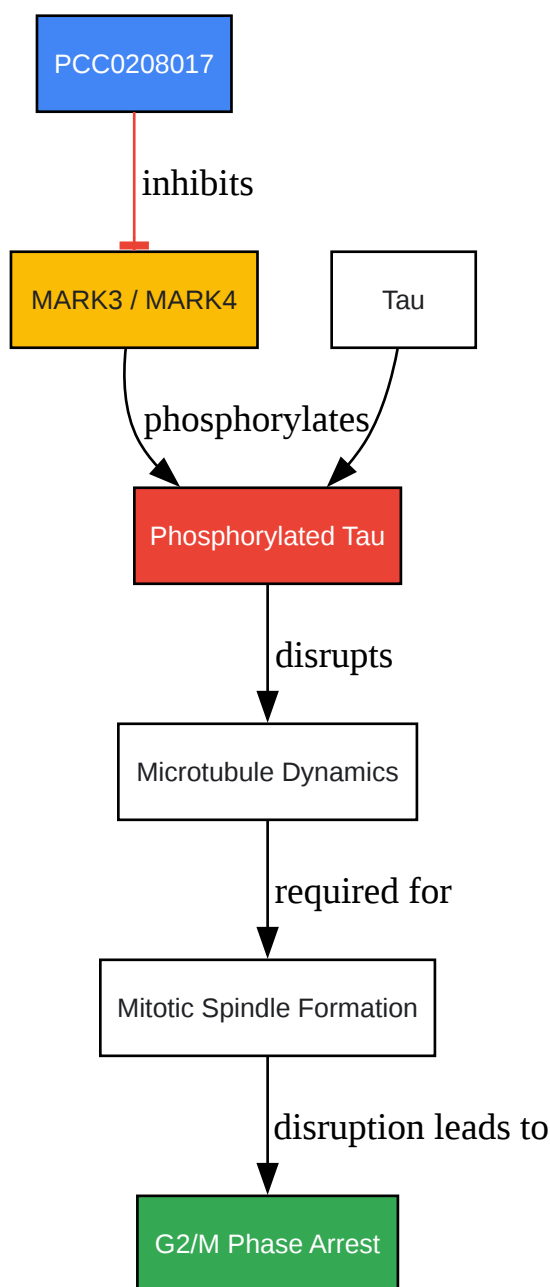 PCC0208017
inhibits
MARK3 / MARK4
Tau
phosphorylates
Phosphorylated Tau
disrupts
Microtubule Dynamics
required for
Mitotic Spindle Formation
disruption leads to
G2/M Phase Arrest